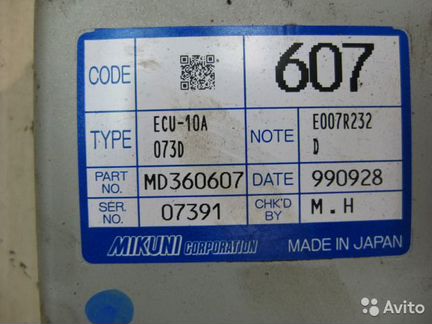 CODE 607
TYPE ECU-10A 073D NOTE E007R232 D
PART NO. MD360607 DATE 990928
SER. NO. 07391 CHK'D BY M.H
MIKUNI CORPORATION MADE IN JAPAN
Avito